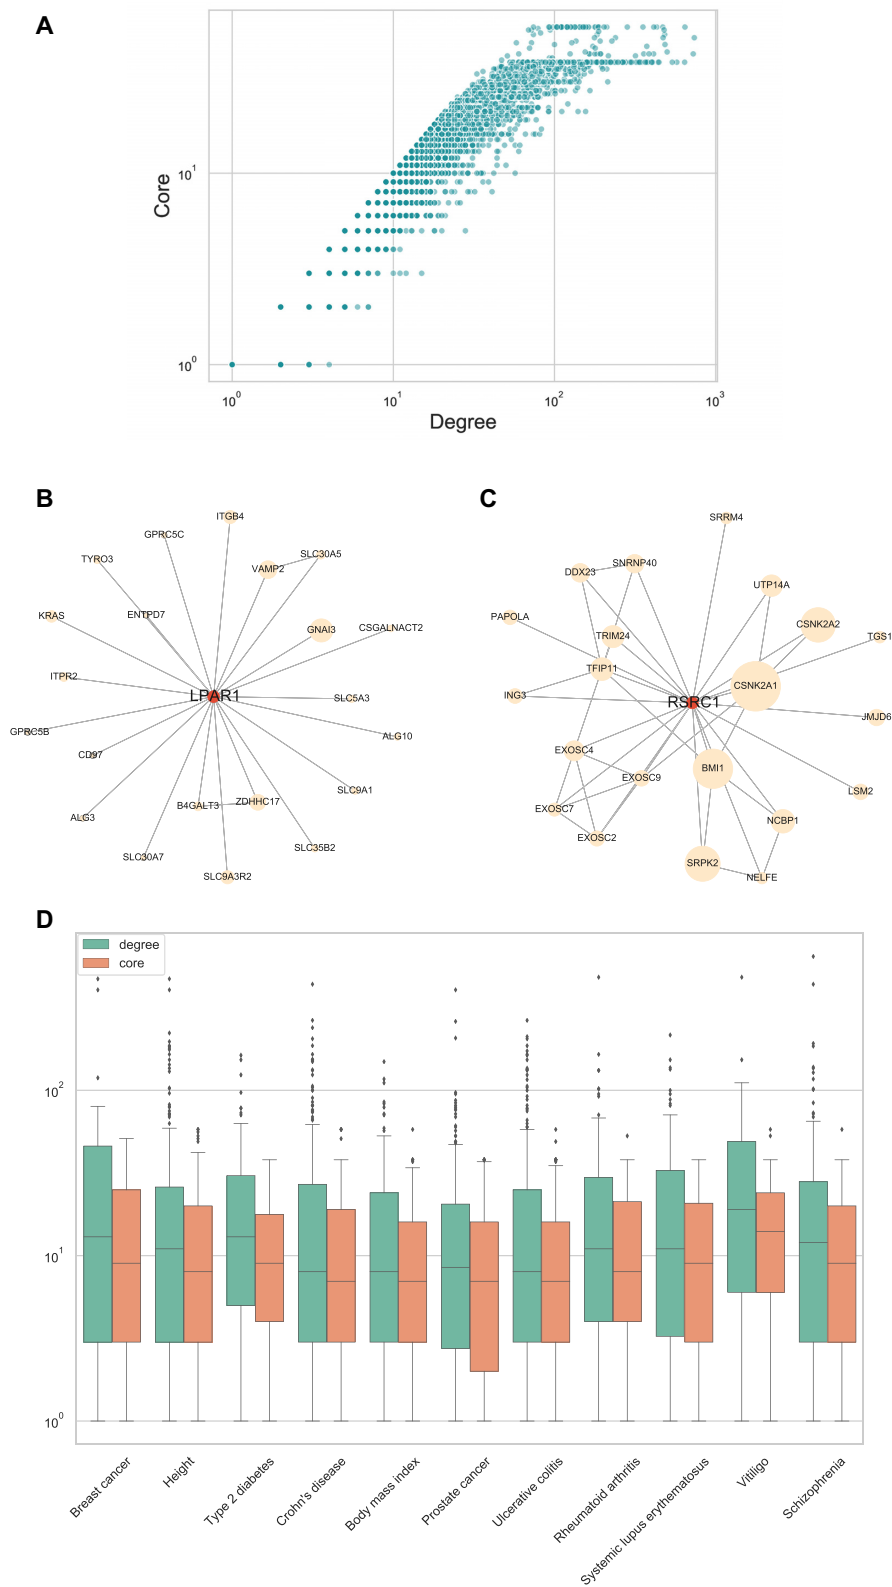 A
Core
10¹
10⁰
10⁰
10¹
10²
10³
Degree
B
C
ITGB4
GPRC5C
TYRO3
VAMP2
SLC30A5
KRAS
ENTPD7
GNAI3
CSGALNACT2
ITPR2
LPAR1
SLC5A3
GPRC5B
ALG10
CD97
SLC9A1
B4GALT3
ZDHHC17
ALG3
SLC35B2
SLC30A7
SLC9A3R2
SRRM4
DDX23
SNRNP40
UTP14A
PAPOLA
CSNK2A2
TRIM24
TGS1
TFIP11
CSNK2A1
ING3
RSRC1
JMJD6
EXOSC4
BMI1
EXOSC9
LSM2
EXOSC7
NCBP1
EXOSC2
SRPK2
NELFE
D
degree
core
10²
10¹
10⁰
Breast cancer
Height
Type 2 diabetes
Crohn's disease
Body mass index
Prostate cancer
Ulcerative colitis
Rheumatoid arthritis
Systemic lupus erythematosus
Vitiligo
Schizophrenia